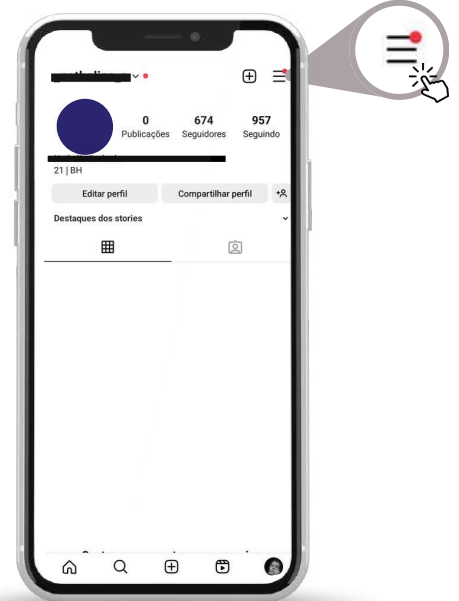 0 674 957
Publicações Seguidores Seguindo
21 | BH
Editar perfil Compartilhar perfil
Destaques dos stories